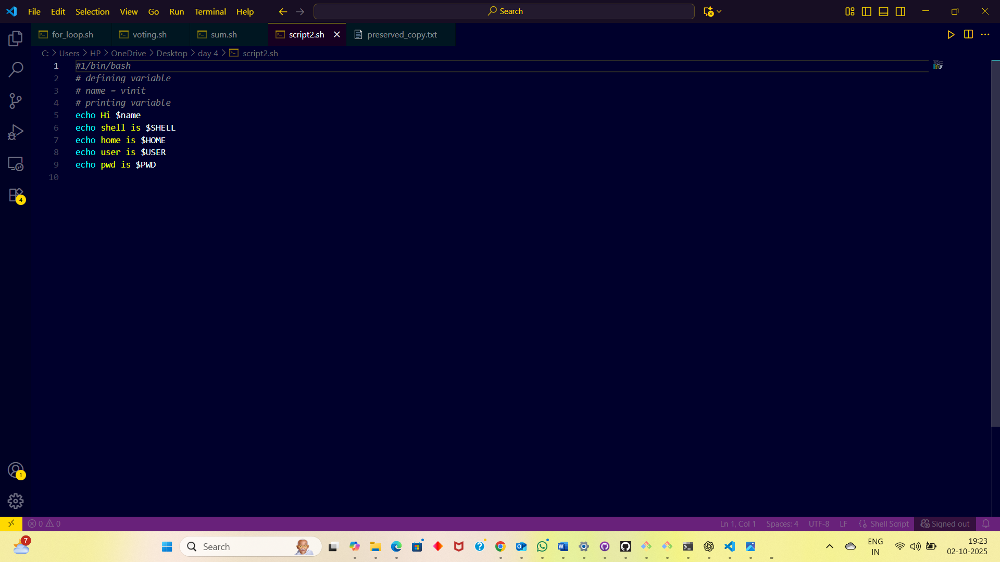 File Edit Selection View Go Run Terminal Help Search
for_loop.sh voting.sh sum.sh script2.sh preserved_copy.txt
C: > Users > HP > OneDrive > Desktop > day 4 > script2.sh
1 #1/bin/bash
2 # defining variable
3 # name = vinit
4 # printing variable
5 echo Hi $name
6 echo shell is $SHELL
7 echo home is $HOME
8 echo user is $USER
9 echo pwd is $PWD
10
4
1
0 0 Ln 1, Col 1 Spaces: 4 UTF-8 LF Shell Script Signed out
7 Search ENG 19:23
IN 02-10-2025